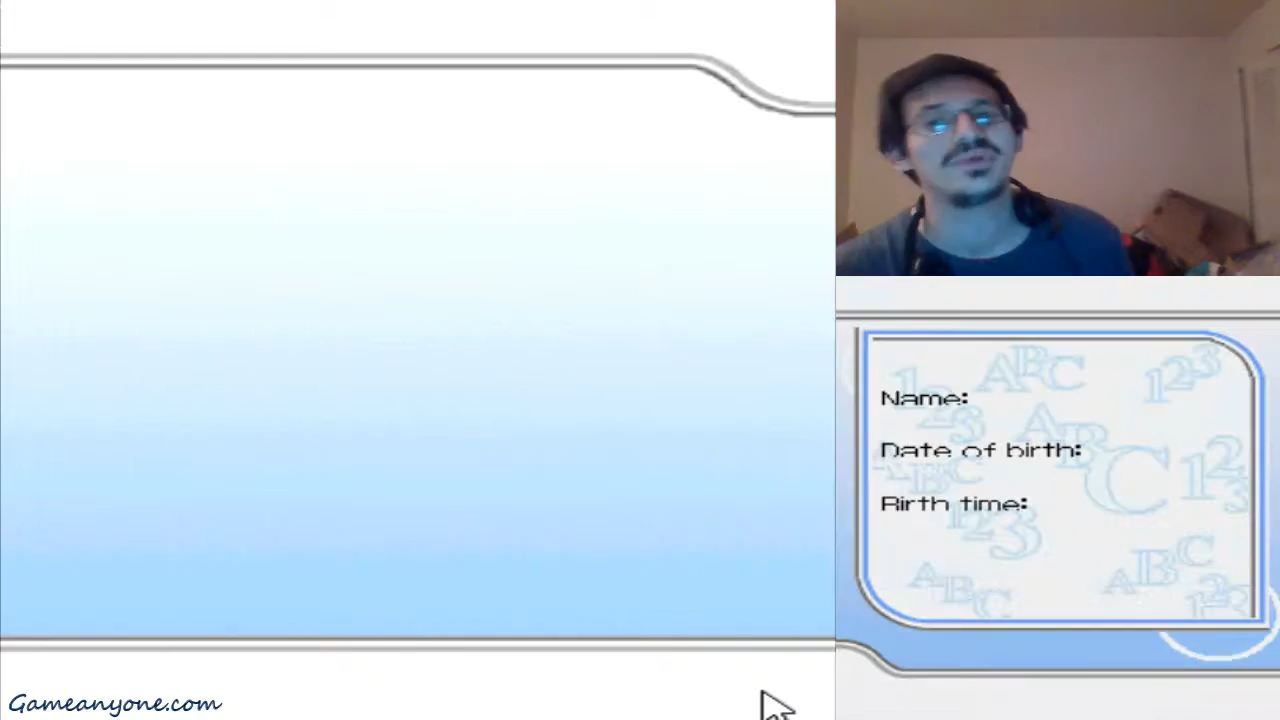 Name:
Date of birth:
Birth time:
Gameanyone.com